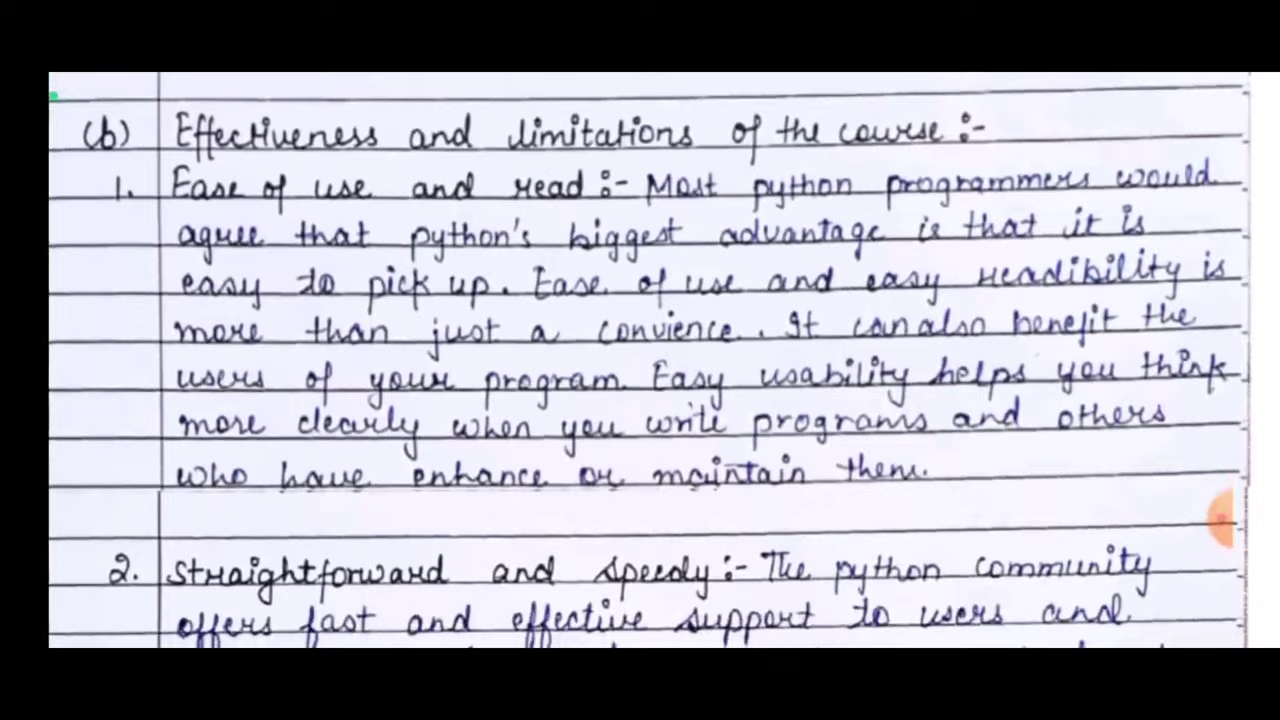 (b) Effectiveness and limitations of the course :-
1. Ease of use and read :- Most python programmers would
agree that python's biggest advantage is that it is
easy to pick up. Ease of use and easy readibility is
more than just a convience. It can also benefit the
users of your program. Easy usability helps you think
more clearly when you write programs and others
who have enhance or maintain them.
2. Straightforward and speedy :- The python community
offers fast and effective support to users and